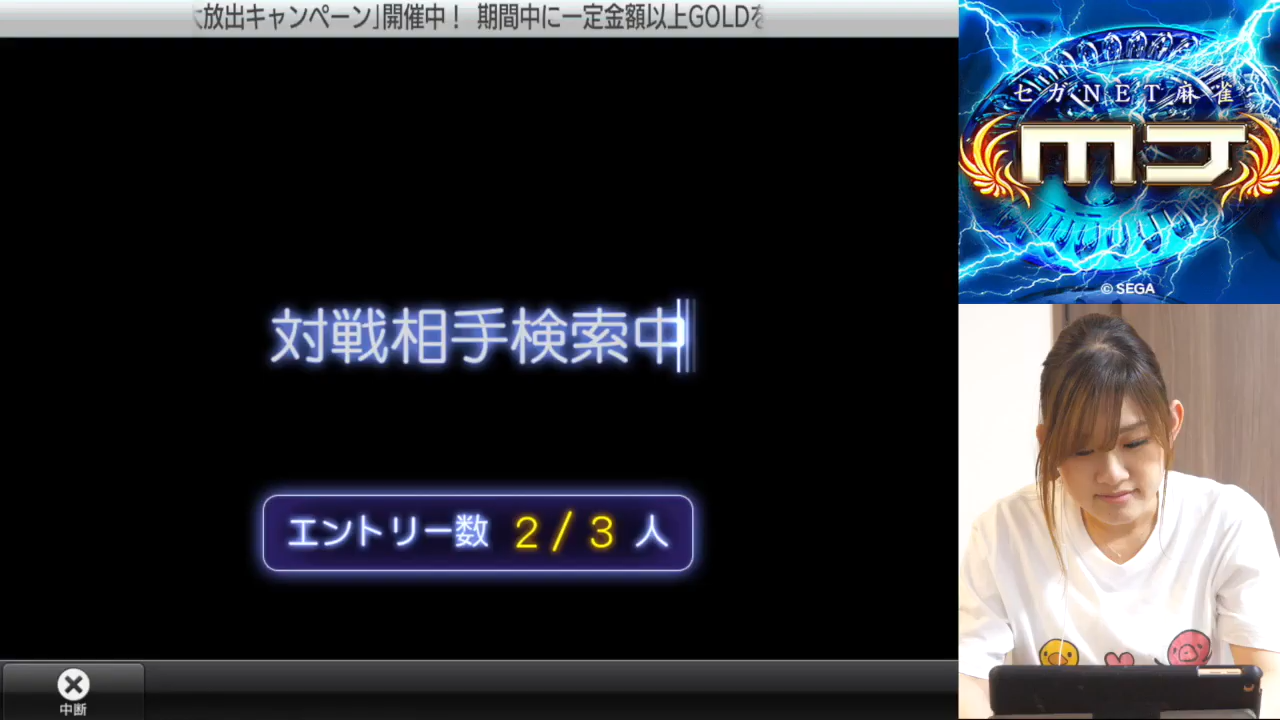 放出キャンペーン」開催中！ 期間中に一定金額以上GOLDを
セガNET麻雀
MJ
© SEGA
対戦相手検索中
エントリー数 2 / 3 人
中断